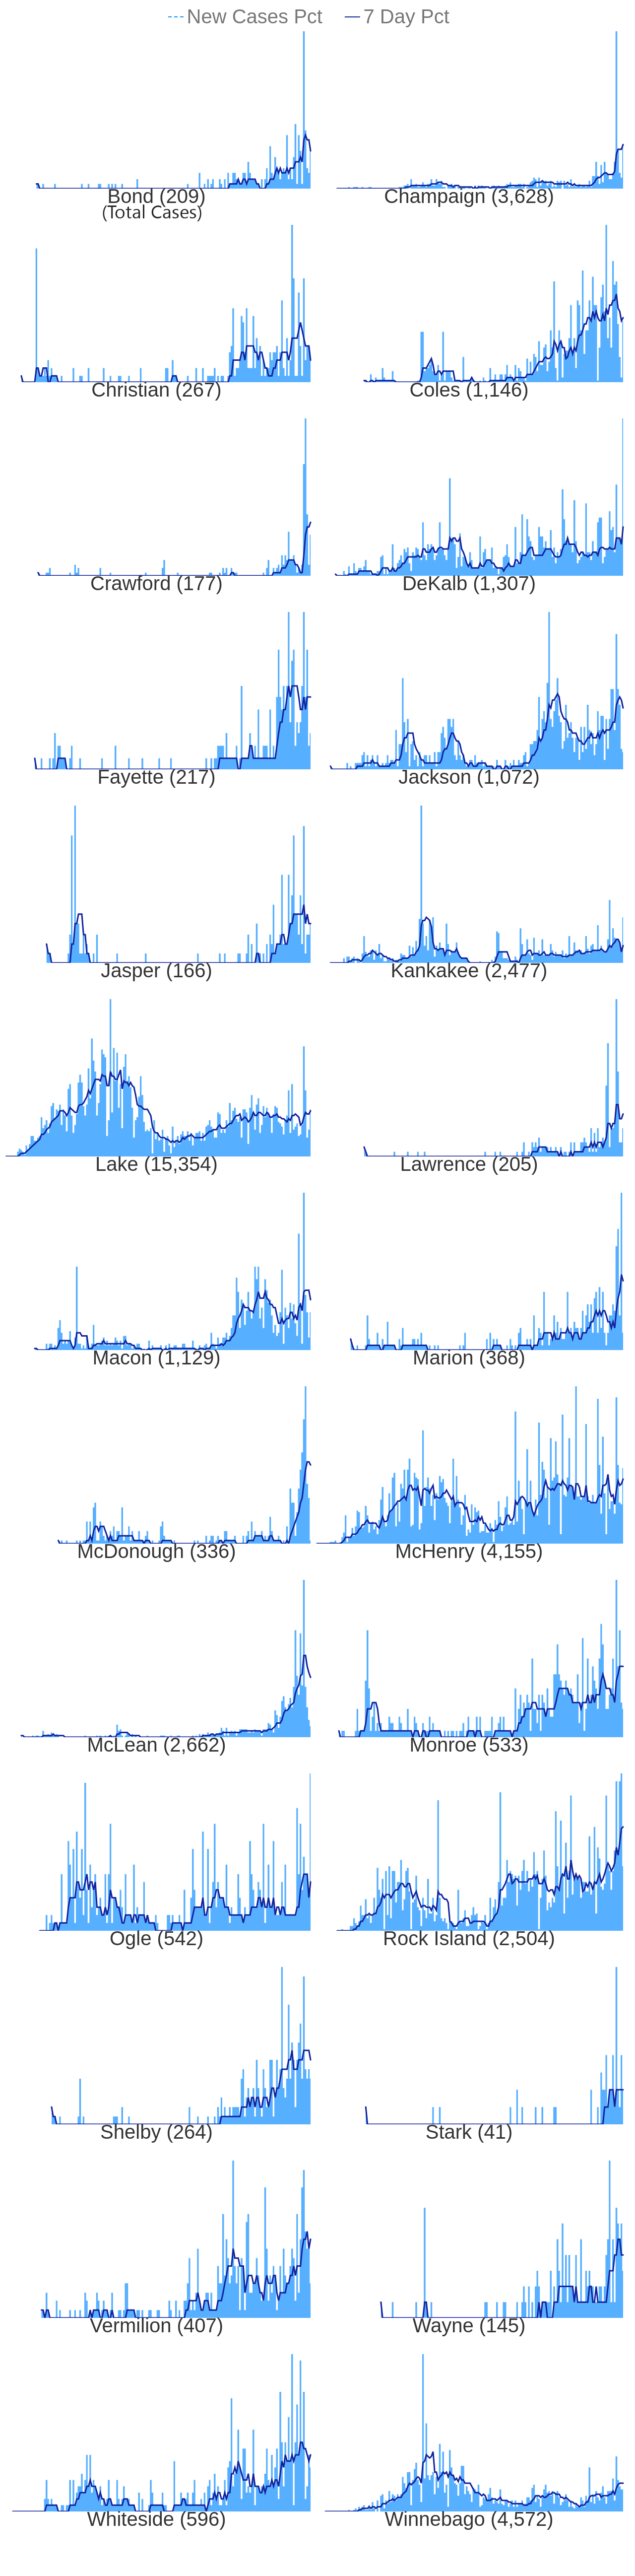 New Cases Pct 7 Day Pct
Bond (209) Champaign (3,628)
(Total Cases)
Christian (267) Coles (1,146)
Crawford (177) DeKalb (1,307)
Fayette (217) Jackson (1,072)
Jasper (166) Kankakee (2,477)
Lake (15,354) Lawrence (205)
Macon (1,129) Marion (368)
McDonough (336) McHenry (4,155)
McLean (2,662) Monroe (533)
Ogle (542) Rock Island (2,504)
Shelby (264) Stark (41)
Vermilion (407) Wayne (145)
Whiteside (596) Winnebago (4,572)